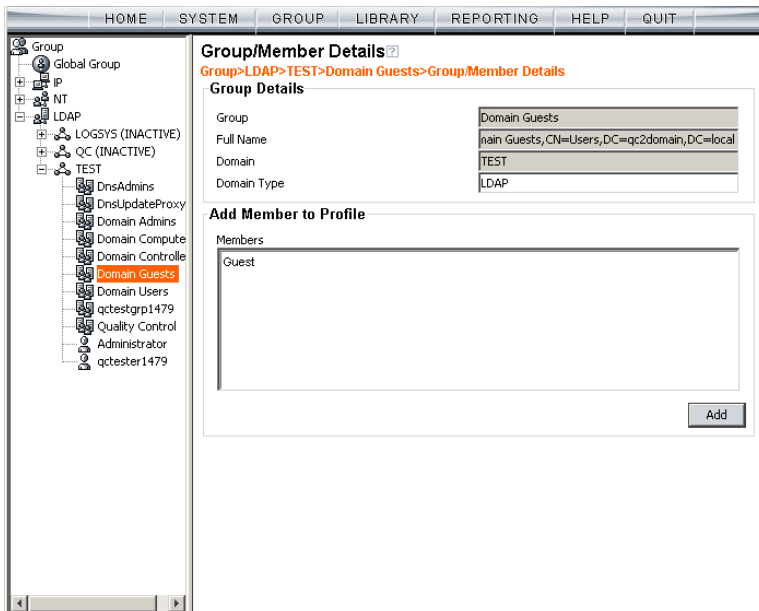 HOME SYSTEM GROUP LIBRARY REPORTING HELP QUIT
Group
Global Group
IP
NT
LDAP
LOGSYS (INACTIVE)
QC (INACTIVE)
TEST
DnsAdmins
DnsUpdateProxy
Domain Admins
Domain Compute
Domain Controlle
Domain Guests
Domain Users
qctestgrp1479
Quality Control
Administrator
qctester1479
Group/Member Details ?
Group>LDAP>TEST>Domain Guests>Group/Member Details
Group Details
Group Domain Guests
Full Name nain Guests,CN=Users,DC=qc2domain,DC=local
Domain TEST
Domain Type LDAP
Add Member to Profile
Members
Guest
Add